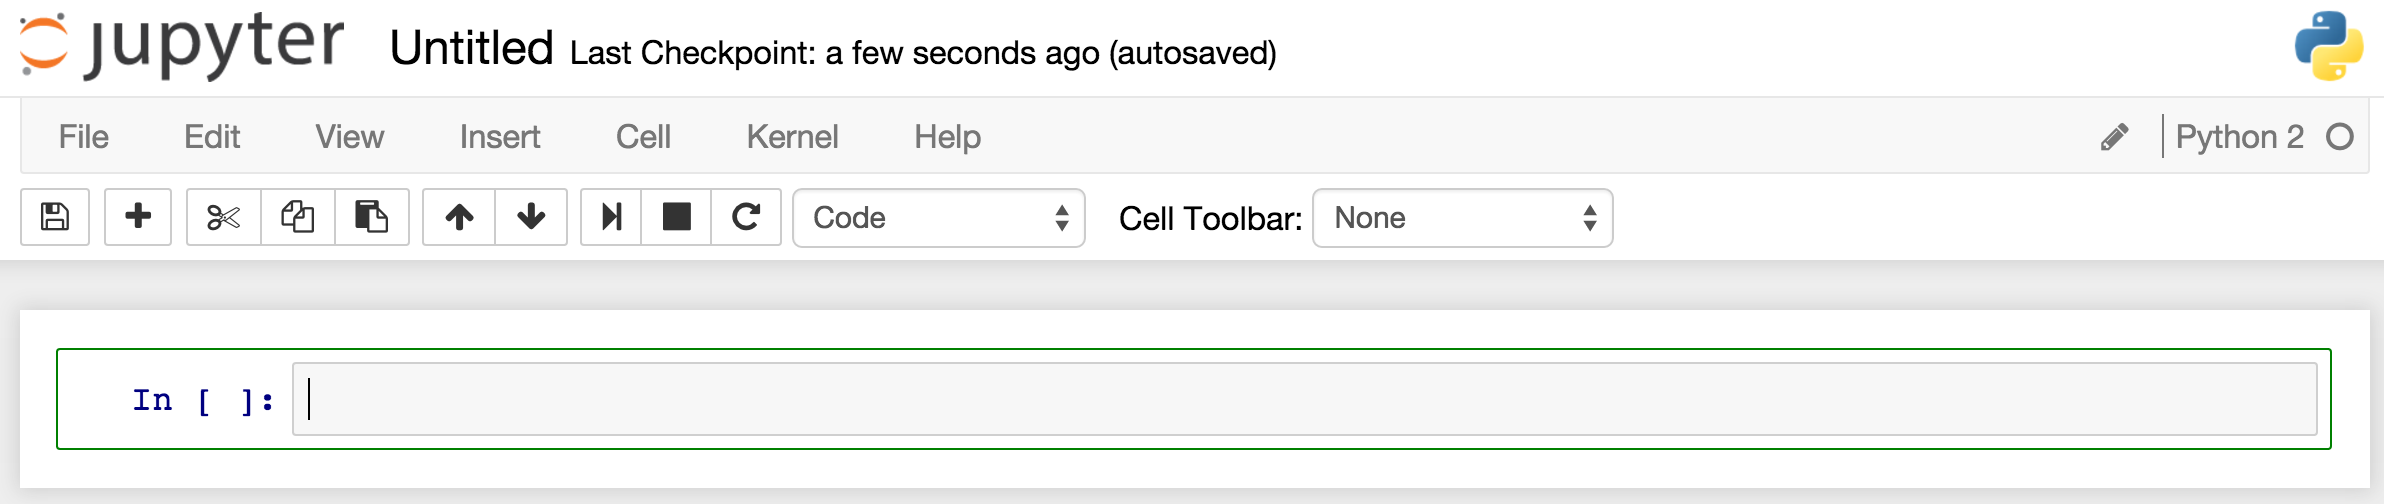 jupyter Untitled Last Checkpoint: a few seconds ago (autosaved)
File Edit View Insert Cell Kernel Help Python 2
Code Cell Toolbar: None
In [ ]: